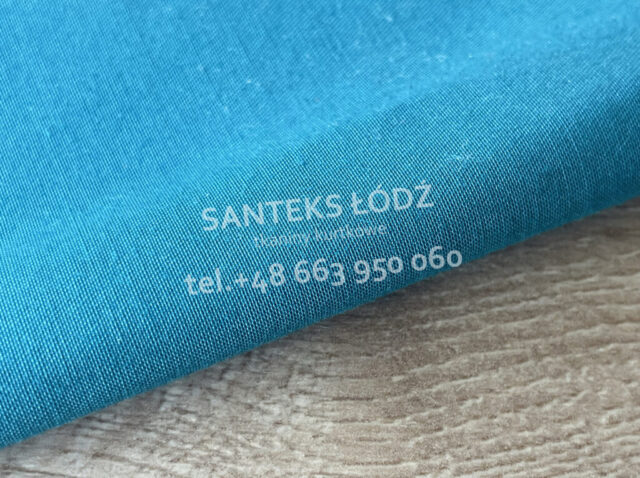 SANTEKS ŁÓDŹ
tkaniny kurtkowe
tel.+48 663 950 060